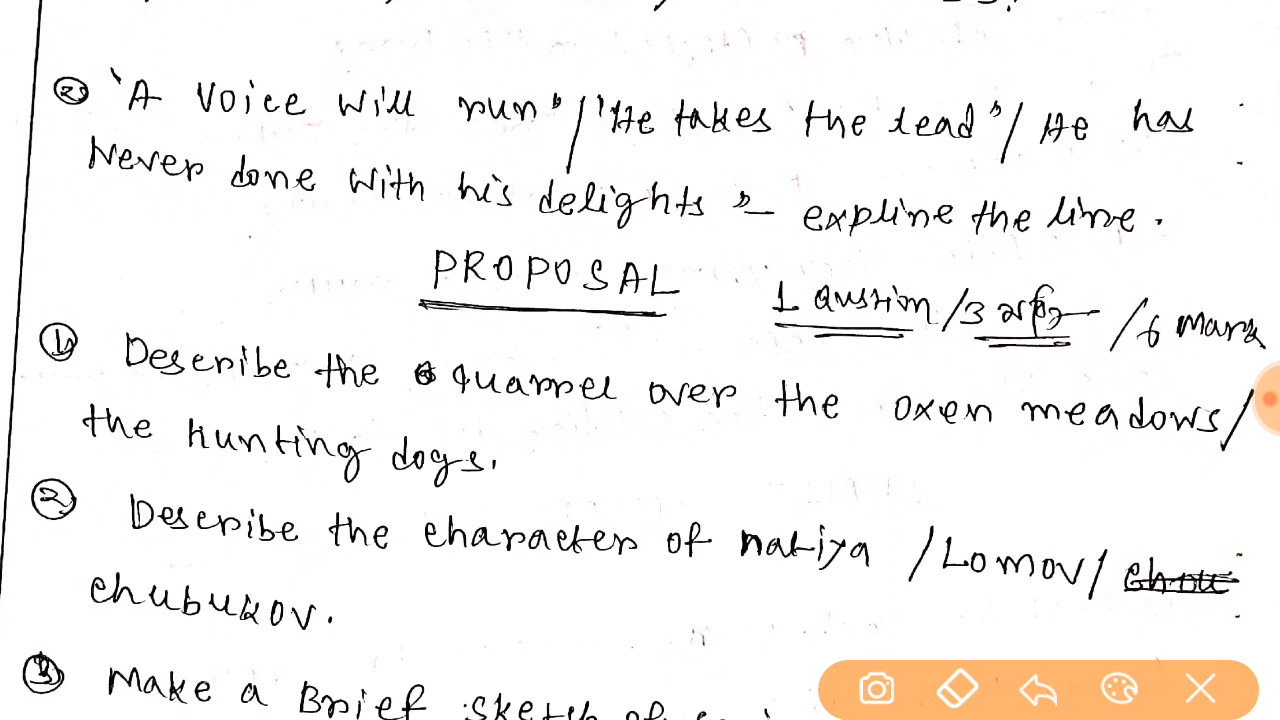 ② 'A Voice will run"/"He takes the lead"/ He has
Never done with his delights"- expline the line.
PROPOSAL
1 Qustion /3 /6 mark
① Describe the quarrel over the oxen meadows/
the hunting dogs.
② Describe the character of natiya /Lomov/
chubukov.
③ Make a Brief sketch of